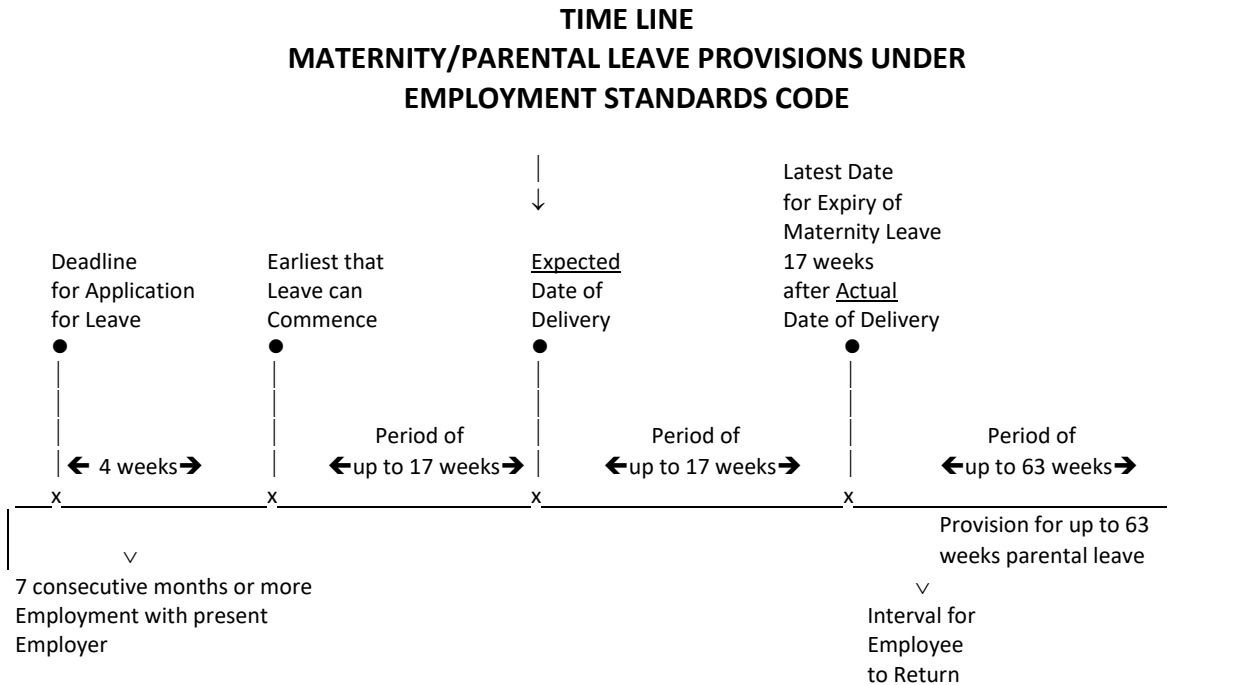 TIME LINE
MATERNITY/PARENTAL LEAVE PROVISIONS UNDER
EMPLOYMENT STANDARDS CODE
Deadline
for Application
for Leave
Earliest that
Leave can
Commence
Expected
Date of
Delivery
Latest Date
for Expiry of
Maternity Leave
17 weeks
after Actual
Date of Delivery
4 weeks
Period of
up to 17 weeks
Period of
up to 17 weeks
Period of
up to 63 weeks
x x x x
Provision for up to 63
weeks parental leave
7 consecutive months or more
Employment with present
Employer
Interval for
Employee
to Return